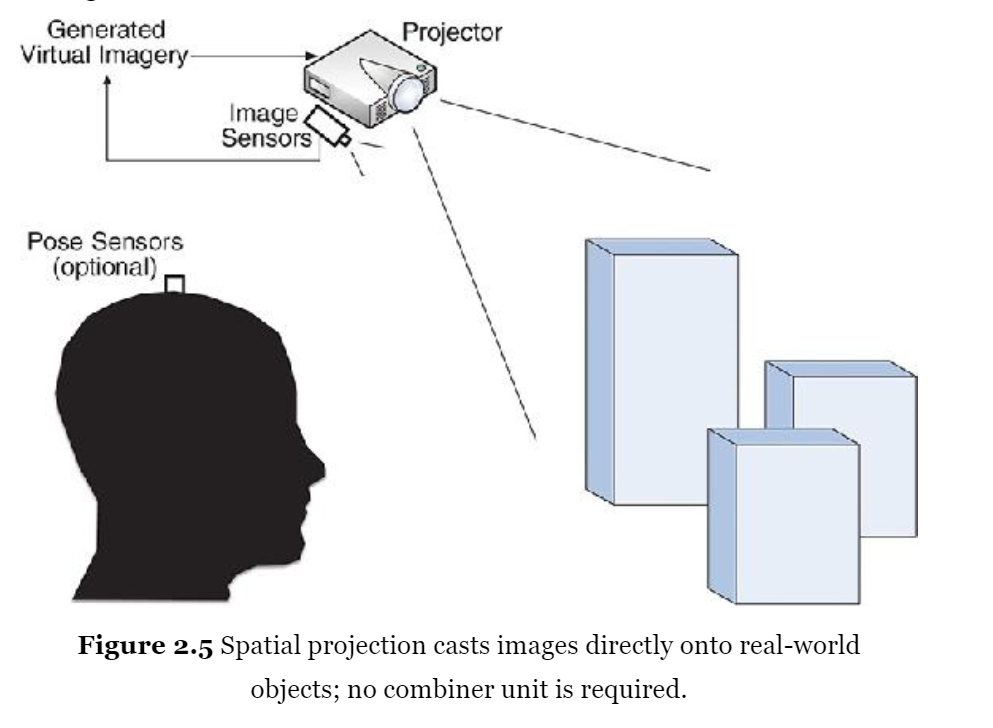 Generated
Virtual Imagery
Projector
Image
Sensors
Pose Sensors
(optional)
Figure 2.5 Spatial projection casts images directly onto real-world
objects; no combiner unit is required.